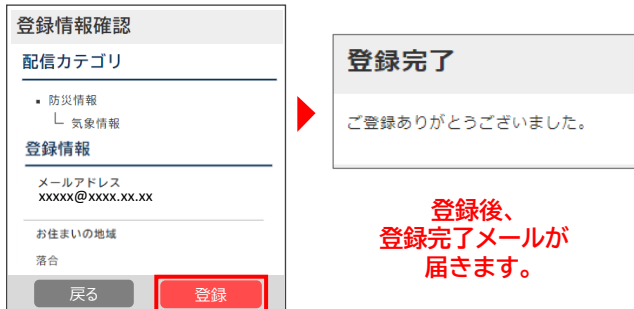 登録情報確認
配信カテゴリ
▪ 防災情報
└ 気象情報
登録情報
メールアドレス
xxxxx@xxxx.xx.xx
お住まいの地域
落合
戻る
登録
登録完了
ご登録ありがとうございました。
登録後、
登録完了メールが
届きます。